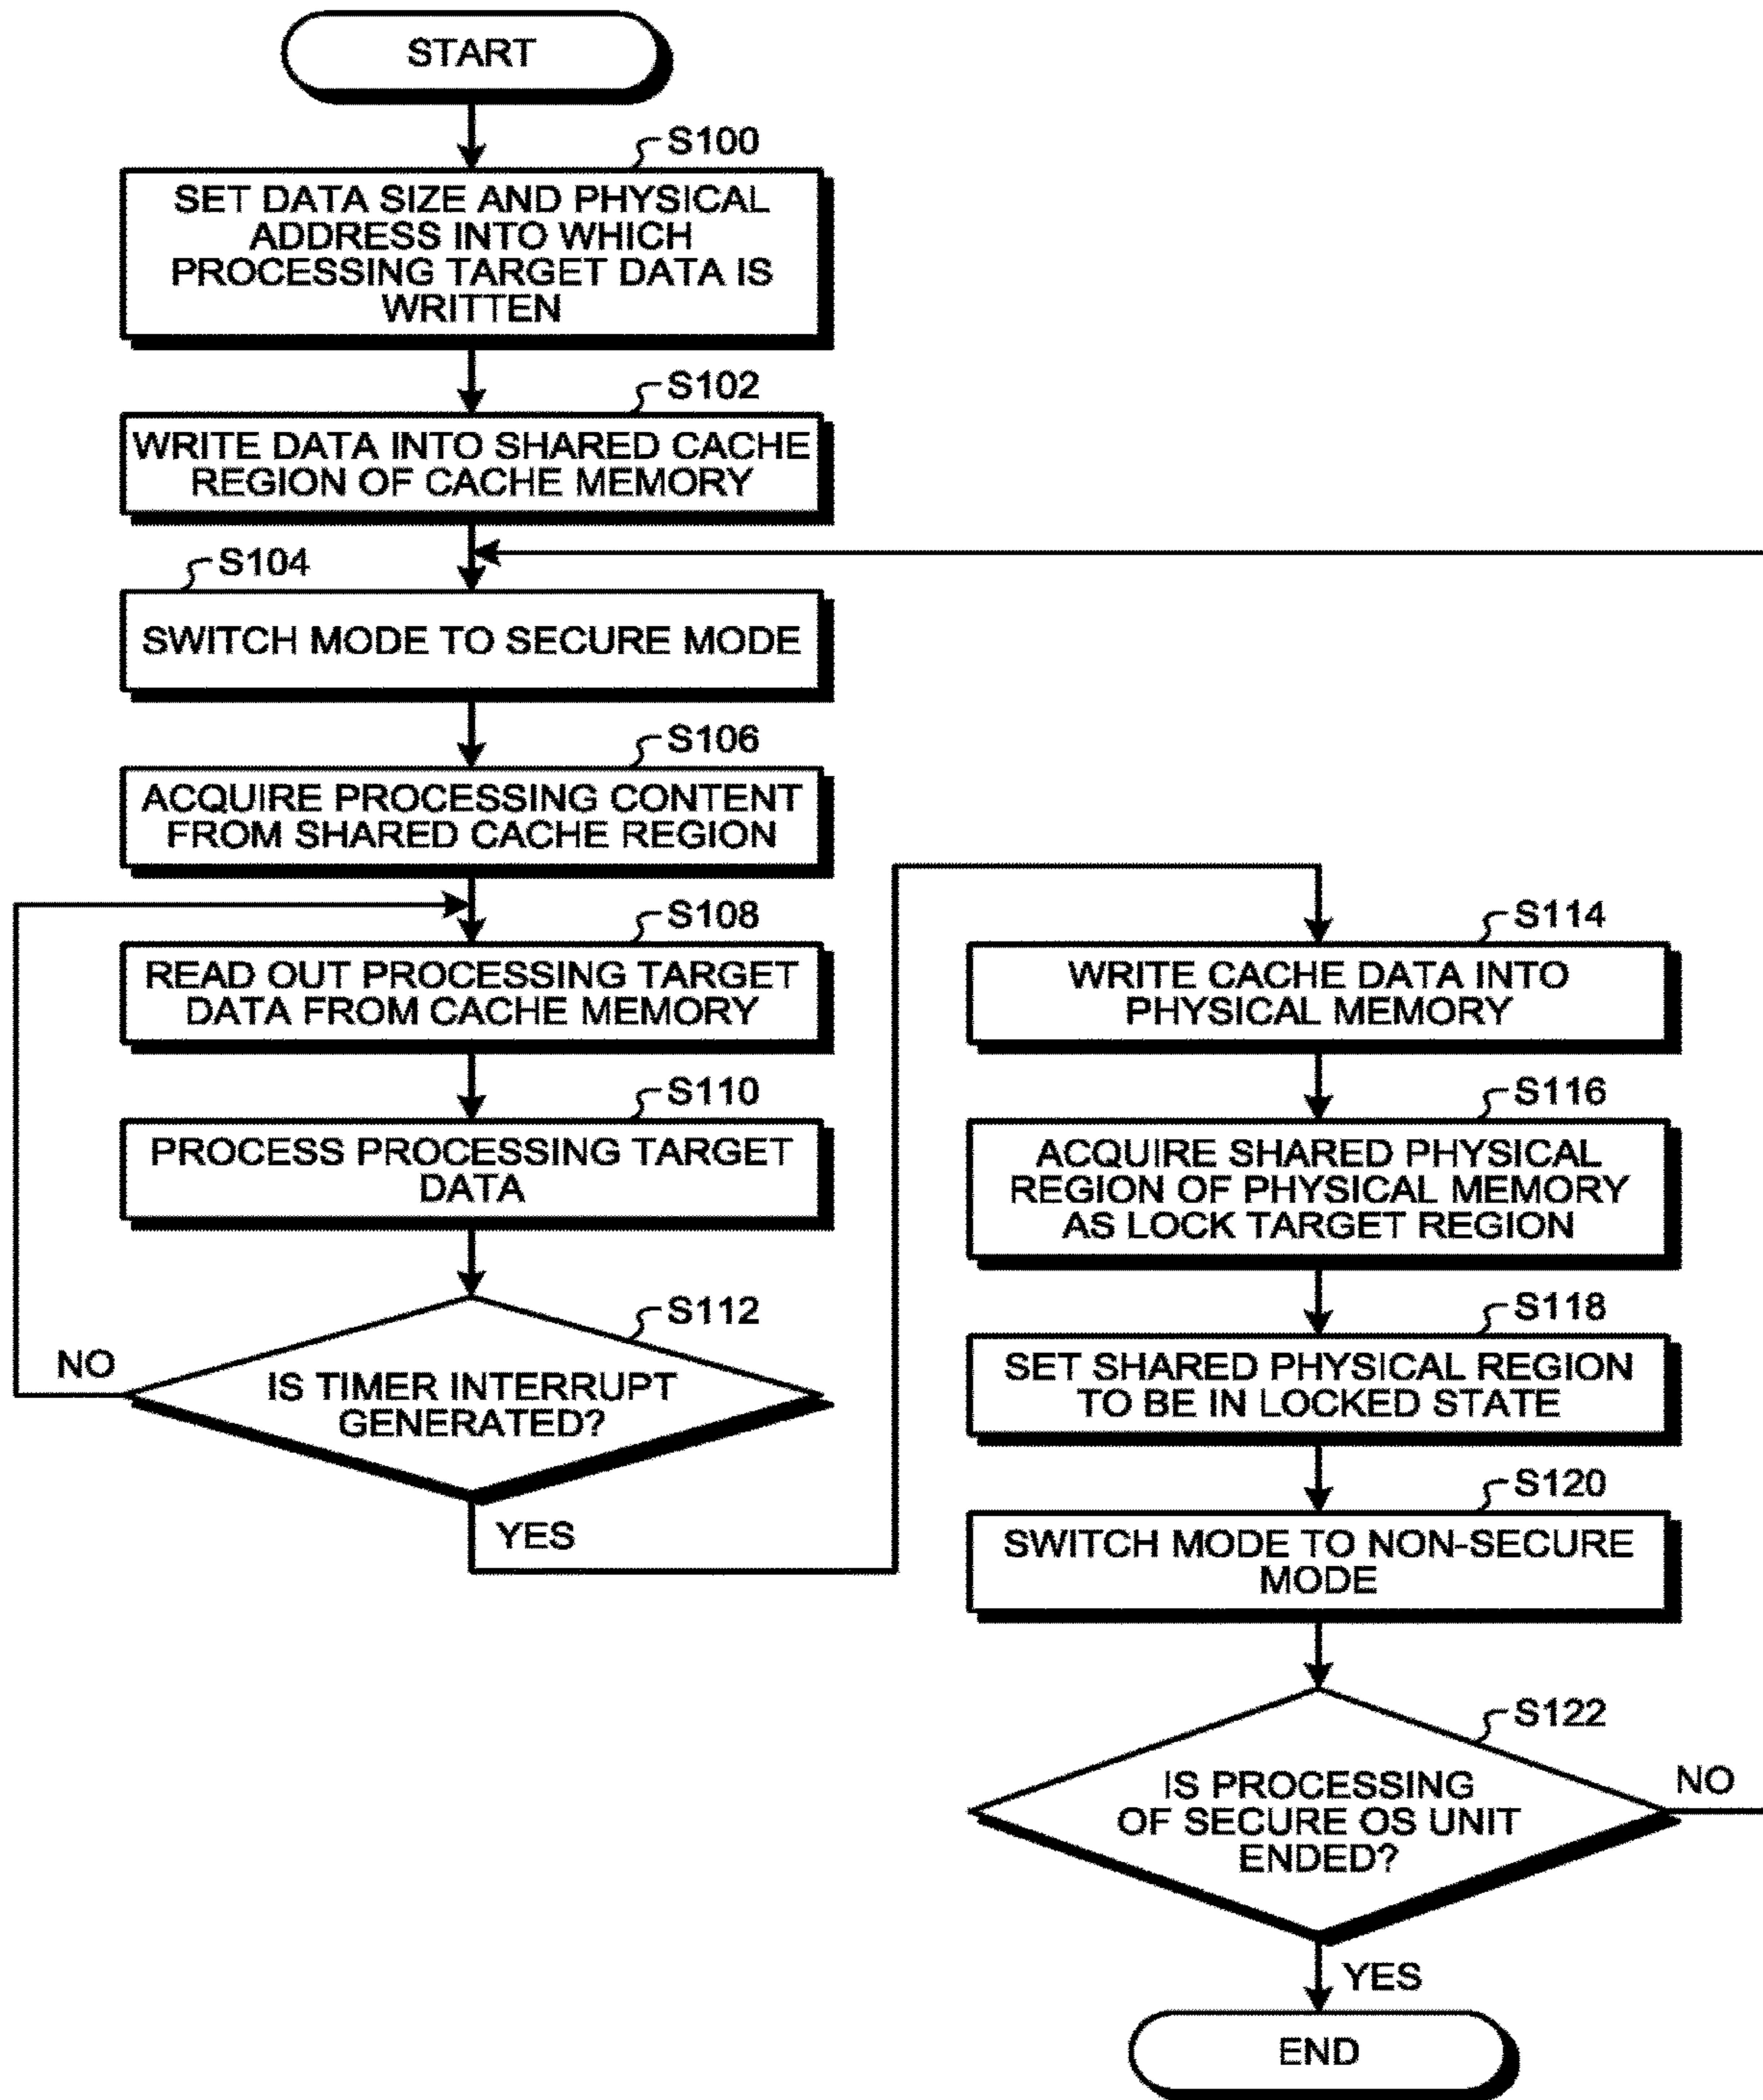 START
S100
SET DATA SIZE AND PHYSICAL
ADDRESS INTO WHICH
PROCESSING TARGET DATA IS
WRITTEN
S102
WRITE DATA INTO SHARED CACHE
REGION OF CACHE MEMORY
S104
SWITCH MODE TO SECURE MODE
S106
ACQUIRE PROCESSING CONTENT
FROM SHARED CACHE REGION
S108
READ OUT PROCESSING TARGET
DATA FROM CACHE MEMORY
S110
PROCESS PROCESSING TARGET
DATA
S112
NO
IS TIMER INTERRUPT
GENERATED?
YES
S114
WRITE CACHE DATA INTO
PHYSICAL MEMORY
S116
ACQUIRE SHARED PHYSICAL
REGION OF PHYSICAL MEMORY
AS LOCK TARGET REGION
S118
SET SHARED PHYSICAL REGION
TO BE IN LOCKED STATE
S120
SWITCH MODE TO NON-SECURE
MODE
S122
IS PROCESSING
OF SECURE OS UNIT
ENDED?
NO
YES
END